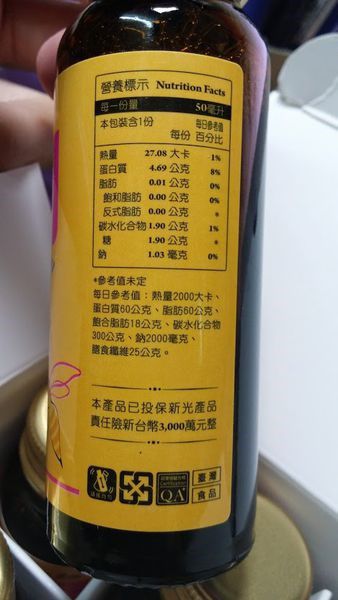 營養標示 Nutrition Facts
每一份量 50毫升
本包裝含1份 每日參考值
每份 百分比
熱量 27.08 大卡 1%
蛋白質 4.69 公克 8%
脂肪 0.01 公克 0%
飽和脂肪 0.00 公克 0%
反式脂肪 0.00 公克 *
碳水化合物 1.90 公克 1%
糖 1.90 公克 *
鈉 1.03 毫克 0%
*參考值未定
每日參考值：熱量2000大卡、
蛋白質60公克、脂肪60公克、
飽合脂肪18公克、碳水化合物
300公克、鈉2000毫克、
膳食纖維25公克。
本產品已投保新光產品
責任險新台幣3,000萬元整
QA
臺灣
食品